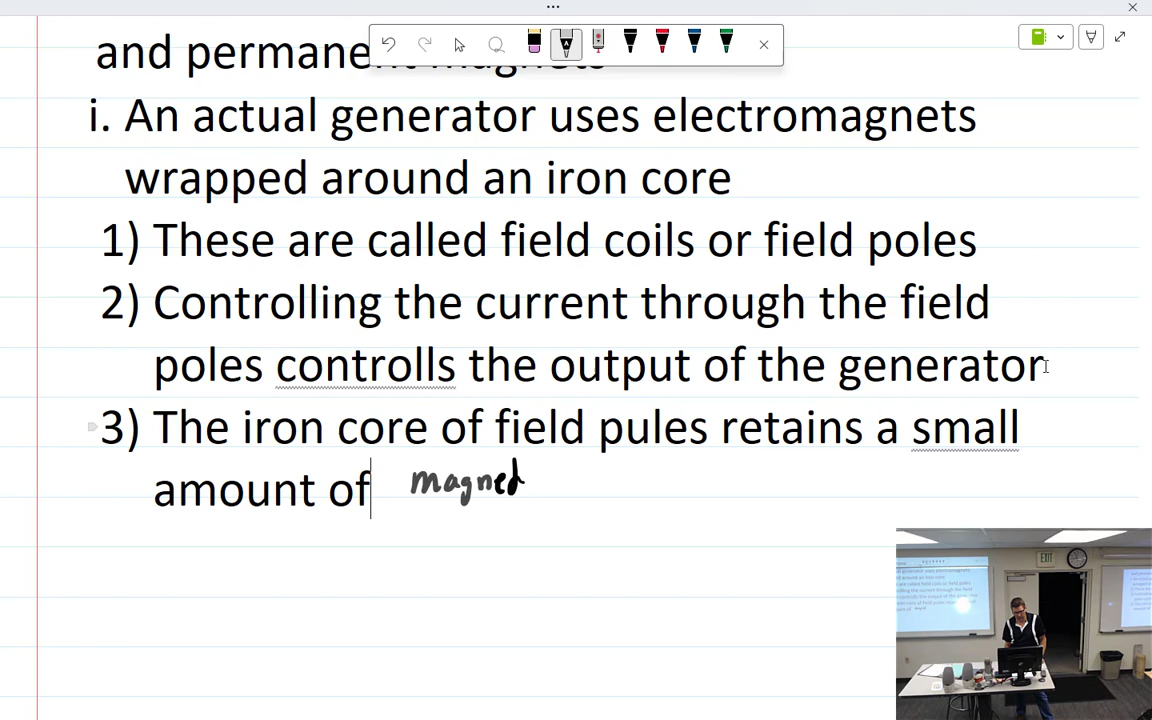 and permanent magnets
i. An actual generator uses electromagnets
wrapped around an iron core
1) These are called field coils or field poles
2) Controlling the current through the field
poles controlls the output of the generator
3) The iron core of field pules retains a small
amount of magned
EXIT